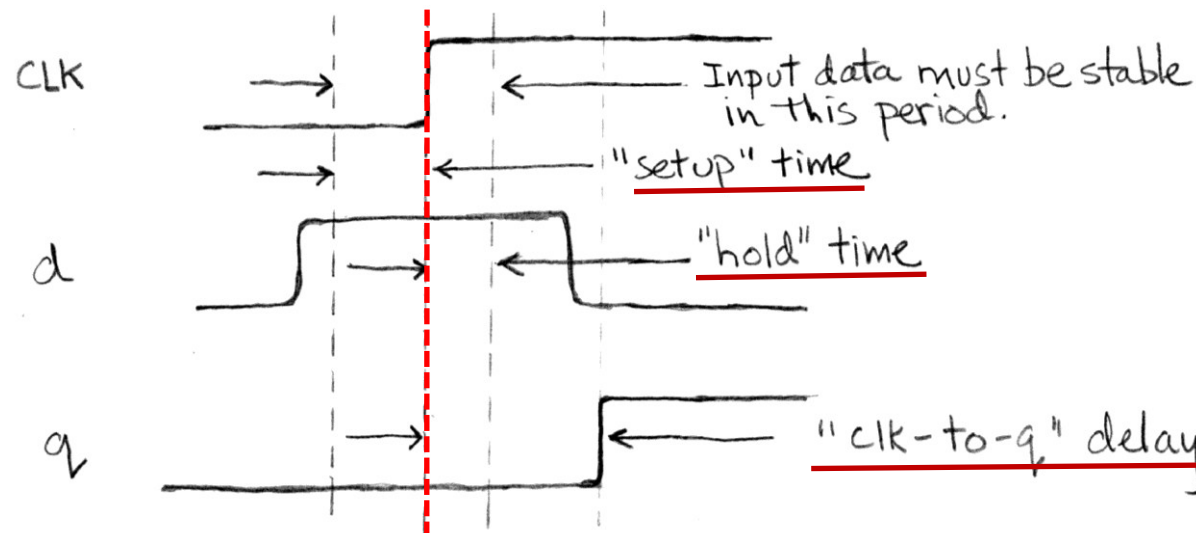 CLK
Input data must be stable
in this period.
"setup" time
d
"hold" time
q
"clk-to-q" delay